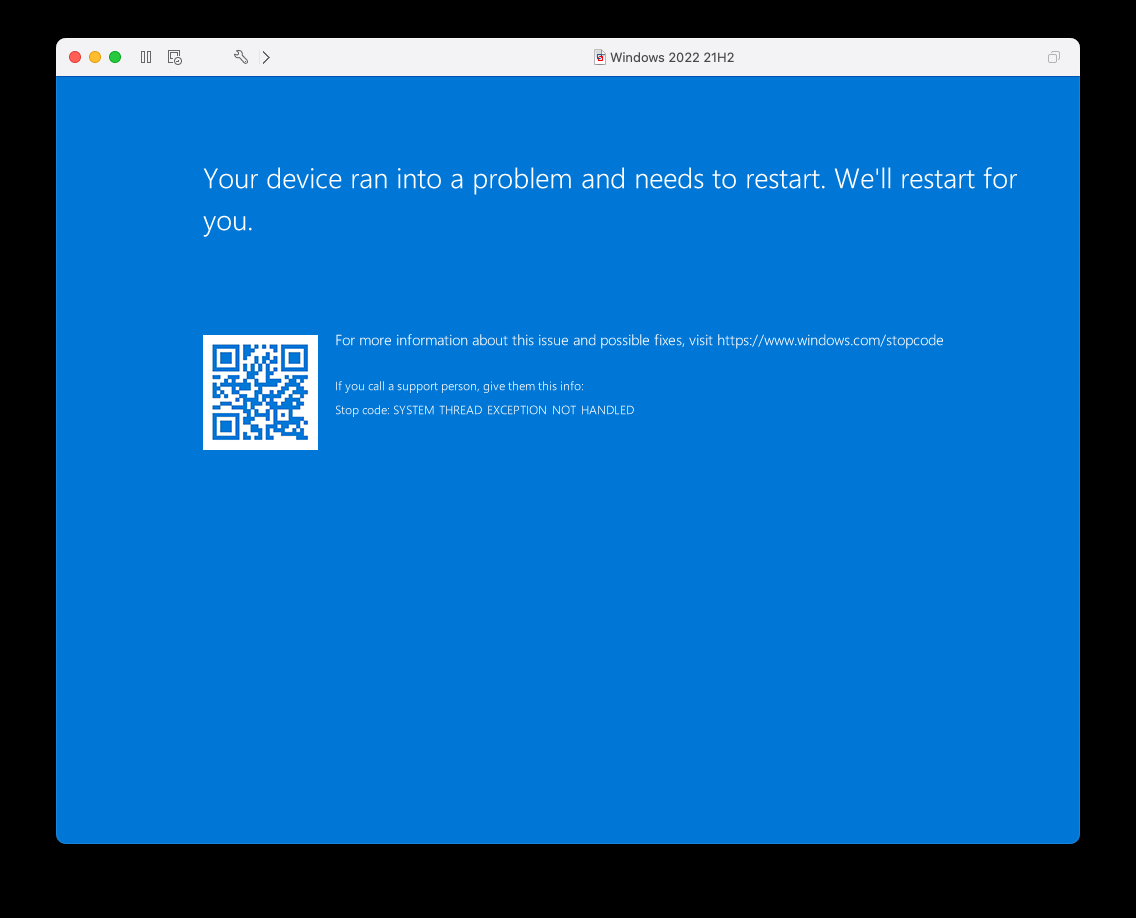 Windows 2022 21H2
Your device ran into a problem and needs to restart. We'll restart for
you.
For more information about this issue and possible fixes, visit https://www.windows.com/stopcode
If you call a support person, give them this info:
Stop code: SYSTEM THREAD EXCEPTION NOT HANDLED